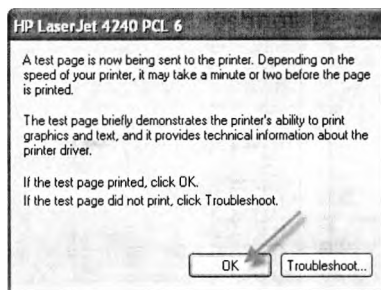 HP LaserJet 4240 PCL 6
A test page is now being sent to the printer. Depending on the
speed of your printer, it may take a minute or two before the page
is printed.
The test page briefly demonstrates the printer's ability to print
graphics and text, and it provides technical information about the
printer driver.
If the test page printed, click OK.
If the test page did not print, click Troubleshoot.
OK
Troubleshoot...